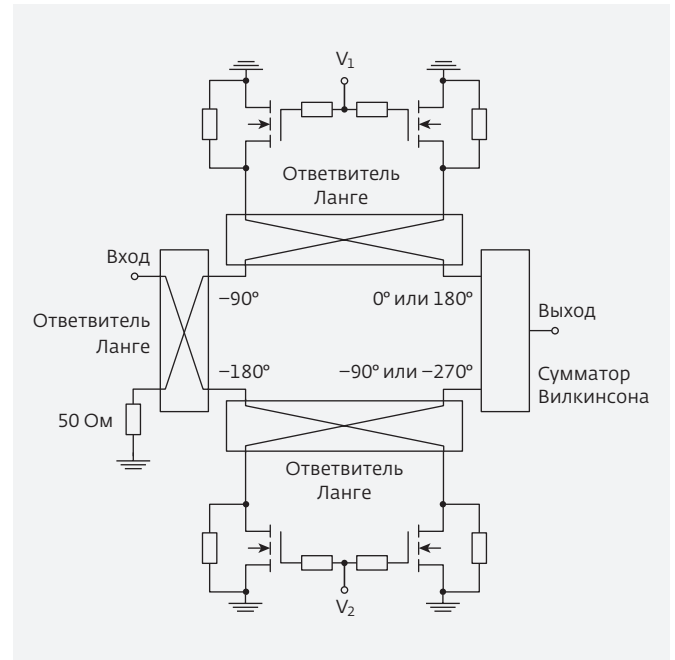 V1
Ответвитель
Ланге
Вход
−90°
0° или 180°
Выход
Ответвитель
Ланге
−180°
−90° или −270°
Сумматор
Вилкинсона
50 Ом
Ответвитель
Ланге
V2